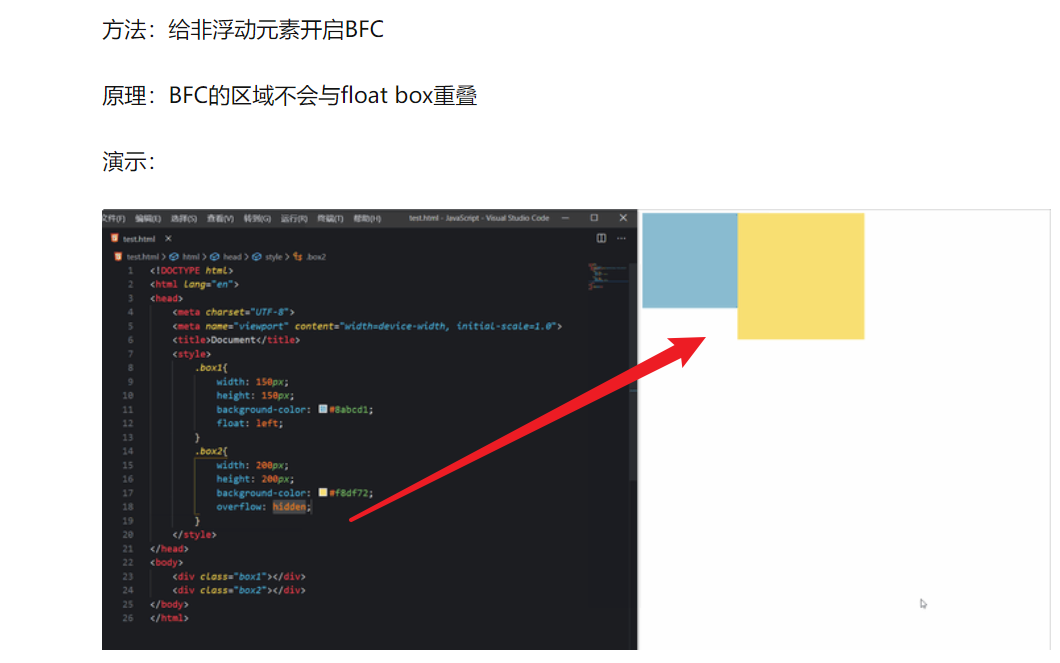 方法：给非浮动元素开启BFC
原理：BFC的区域不会与float box重叠
演示：
文件(F) 编辑(E) 选择(S) 查看(V) 转到(G) 运行(R) 终端(T) 帮助(H) test.html - JavaScript - Visual Studio Code
test.html
test.html > html > head > style > .box2
1 <!DOCTYPE html>
2 <html lang="en">
3 <head>
4 <meta charset="UTF-8">
5 <meta name="viewport" content="width=device-width, initial-scale=1.0">
6 <title>Document</title>
7 <style>
8 .box1{
9 width: 150px;
10 height: 150px;
11 background-color: #8abcd1;
12 float: left;
13 }
14 .box2{
15 width: 200px;
16 height: 200px;
17 background-color: #f8df72;
18 overflow: hidden;
19 }
20 </style>
21 </head>
22 <body>
23 <div class="box1"></div>
24 <div class="box2"></div>
25 </body>
26 </html>